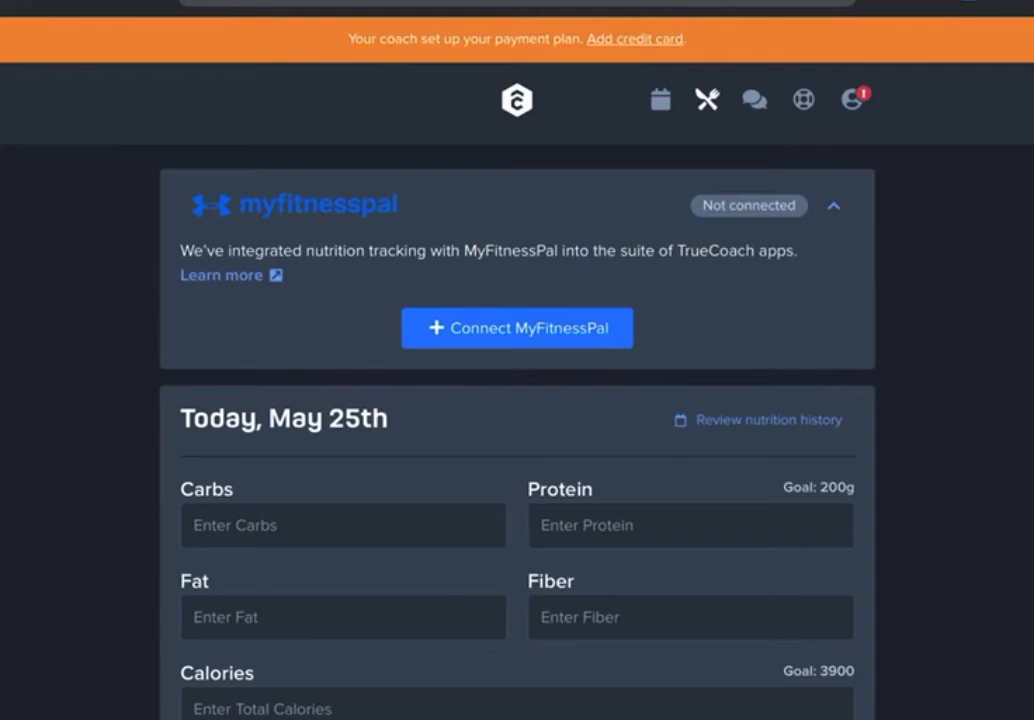 Your coach set up your payment plan. Add credit card.
myfitnesspal
Not connected
We've integrated nutrition tracking with MyFitnessPal into the suite of TrueCoach apps.
Learn more
+ Connect MyFitnessPal
Today, May 25th
Review nutrition history
Carbs
Protein
Goal: 200g
Enter Carbs
Enter Protein
Fat
Fiber
Enter Fat
Enter Fiber
Calories
Goal: 3900
Enter Total Calories